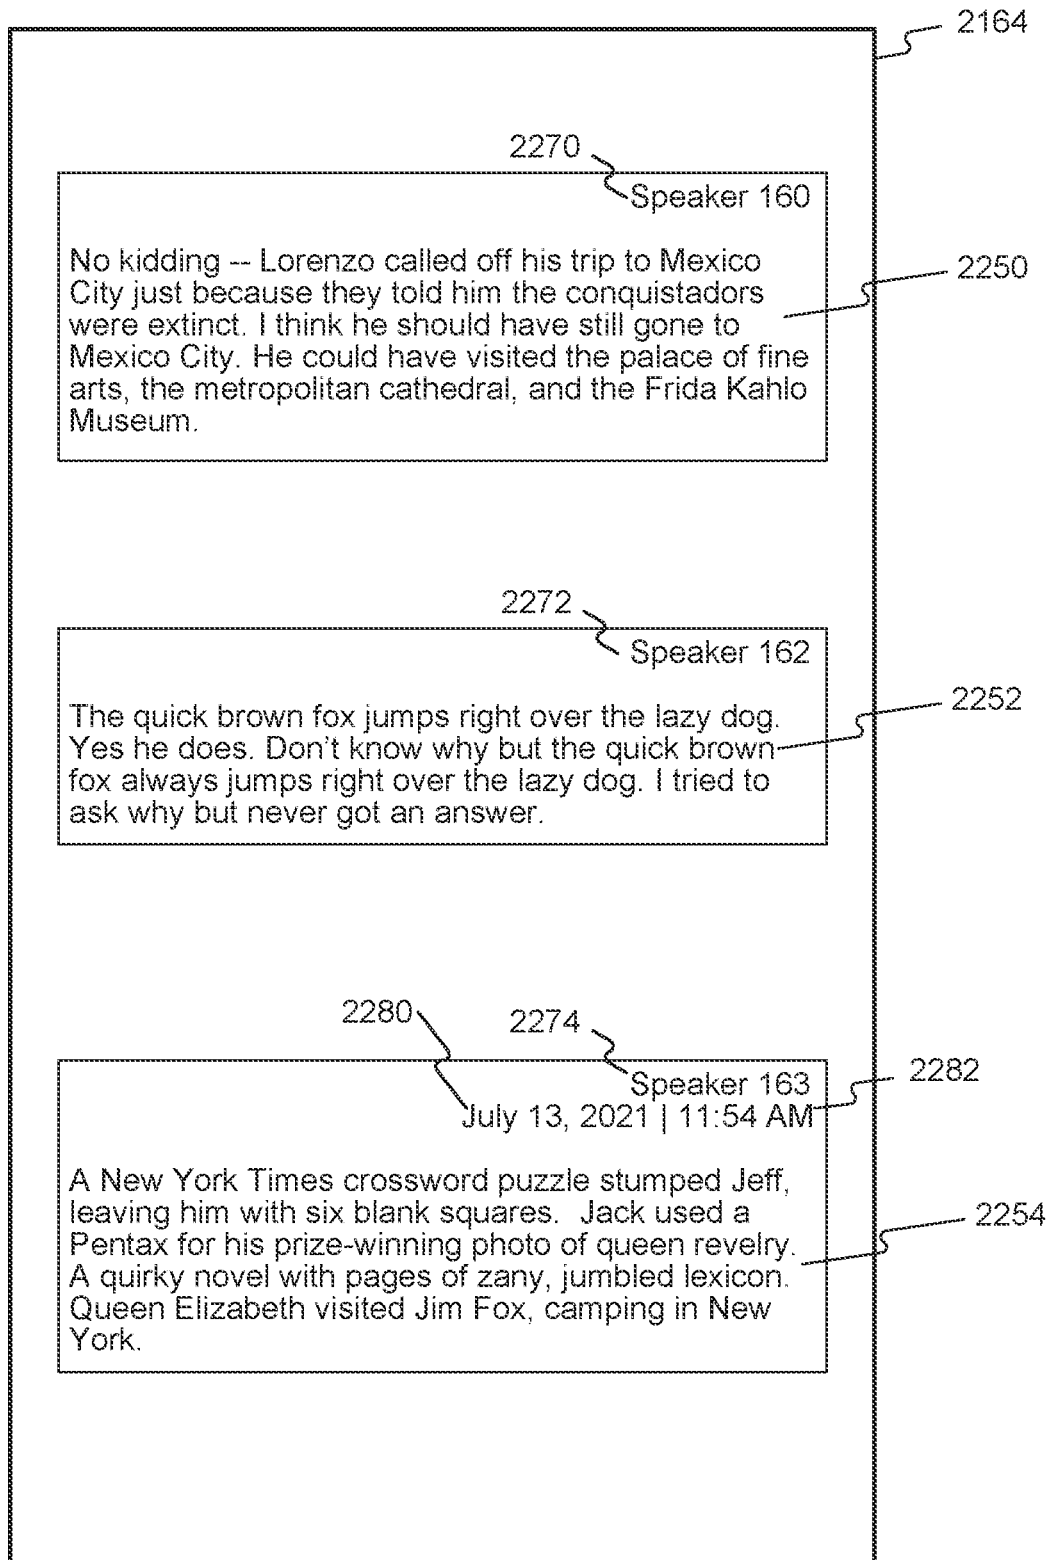 2164
2270
Speaker 160
No kidding -- Lorenzo called off his trip to Mexico
City just because they told him the conquistadors
were extinct. I think he should have still gone to
Mexico City. He could have visited the palace of fine
arts, the metropolitan cathedral, and the Frida Kahlo
Museum.
2250
2272
Speaker 162
The quick brown fox jumps right over the lazy dog.
Yes he does. Don't know why but the quick brown
fox always jumps right over the lazy dog. I tried to
ask why but never got an answer.
2252
2280
2274
Speaker 163
July 13, 2021 | 11:54 AM
2282
A New York Times crossword puzzle stumped Jeff,
leaving him with six blank squares.  Jack used a
Pentax for his prize-winning photo of queen revelry.
A quirky novel with pages of zany, jumbled lexicon.
Queen Elizabeth visited Jim Fox, camping in New
York.
2254